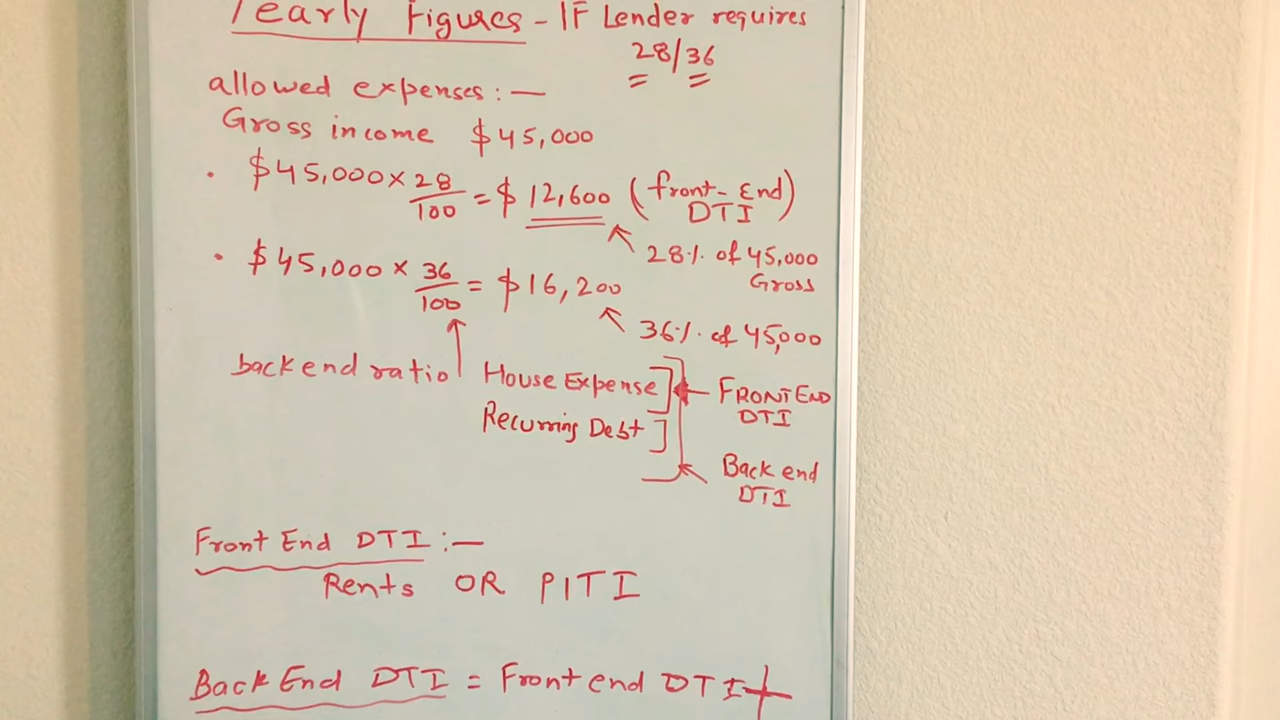 Yearly Figures - IF Lender requires
28/36
allowed expenses : —
Gross income $45,000
. $45,000 × 28/100 = $12,600 (front-End DTI)
28% of 45,000 Gross
. $45,000 × 36/100 = $16,200
36% of 45,000
back end ratio
House Expense
Recurring Debt
FRONT END DTI
Back end DTI
Front End DTI : —
Rents OR PITI
Back End DTI = Front end DTI +